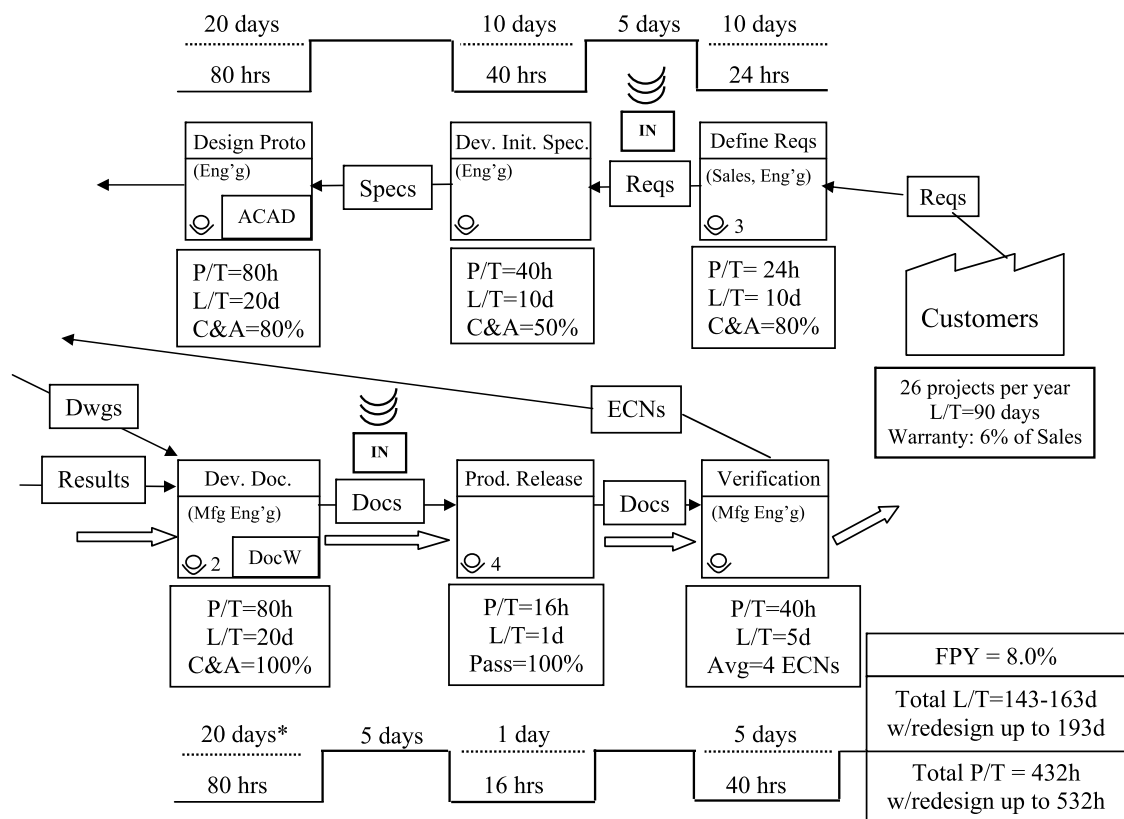 20 days
10 days
5 days
10 days
80 hrs
40 hrs
24 hrs
IN
Design Proto
(Eng'g)
ACAD
Specs
Dev. Init. Spec.
(Eng'g)
Reqs
Define Reqs
(Sales, Eng'g)
3
Reqs
P/T=80h
L/T=20d
C&A=80%
P/T=40h
L/T=10d
C&A=50%
P/T= 24h
L/T= 10d
C&A=80%
Customers
26 projects per year
L/T=90 days
Warranty: 6% of Sales
Dwgs
Results
IN
ECNs
Dev. Doc.
(Mfg Eng'g)
2
DocW
Docs
Prod. Release
4
Docs
Verification
(Mfg Eng'g)
P/T=80h
L/T=20d
C&A=100%
P/T=16h
L/T=1d
Pass=100%
P/T=40h
L/T=5d
Avg=4 ECNs
FPY = 8.0%
Total L/T=143-163d
w/redesign up to 193d
Total P/T = 432h
w/redesign up to 532h
20 days*
5 days
1 day
5 days
80 hrs
16 hrs
40 hrs